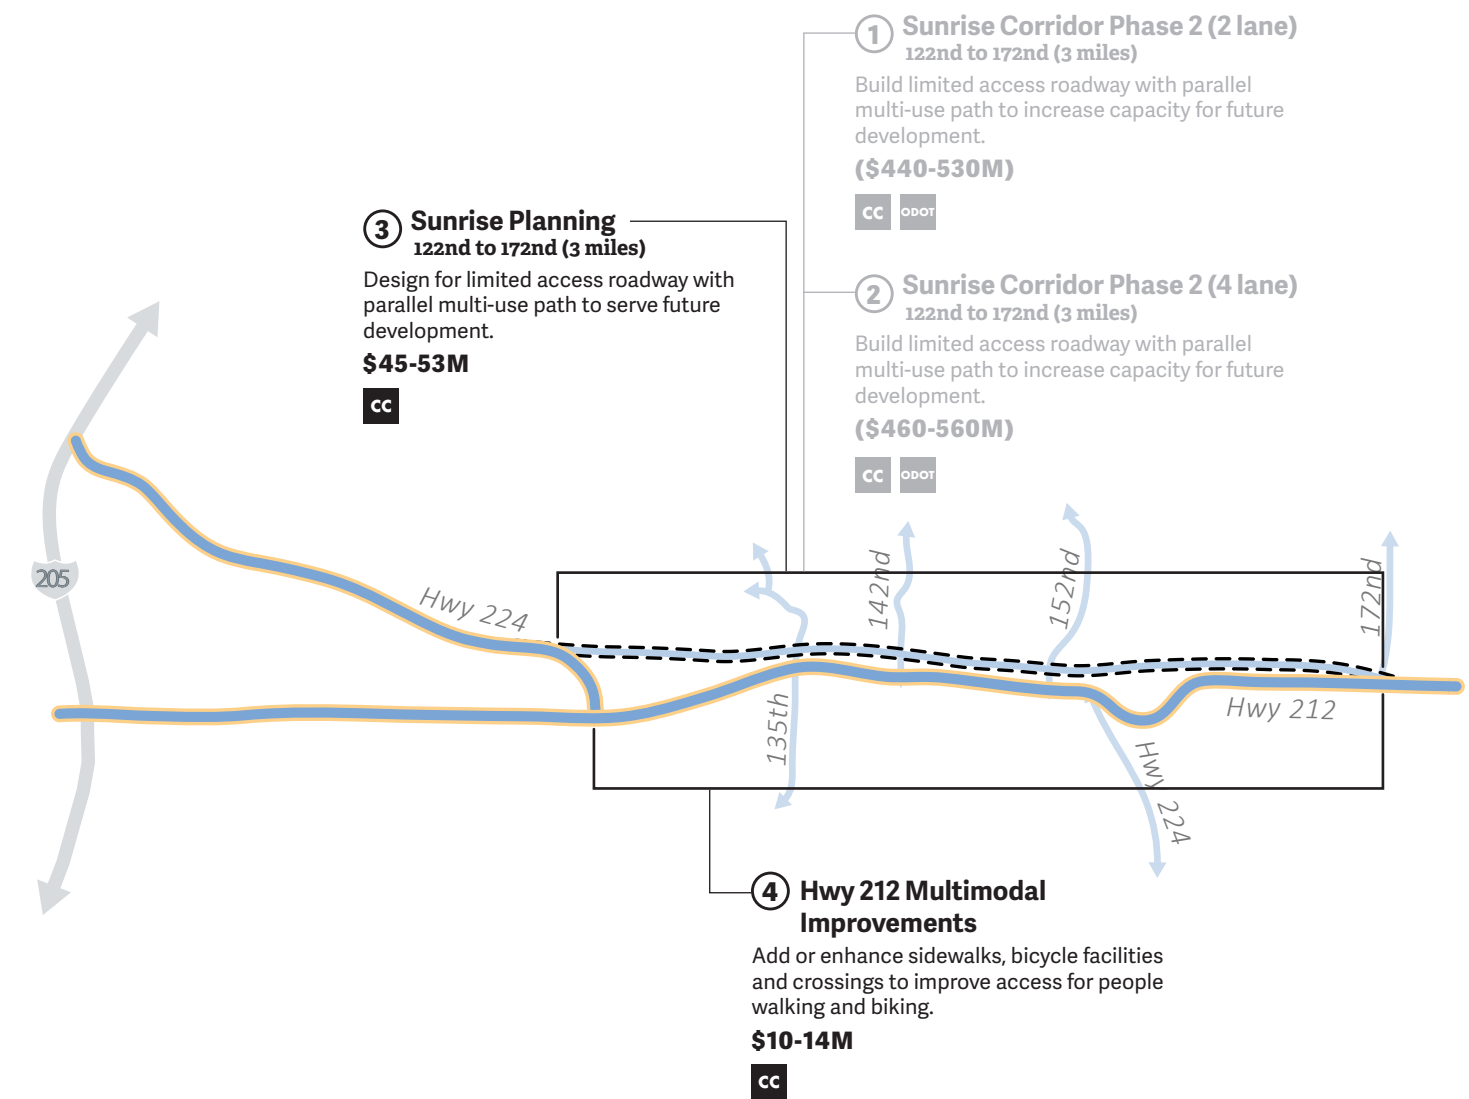 1 Sunrise Corridor Phase 2 (2 lane)
122nd to 172nd (3 miles)
Build limited access roadway with parallel
multi-use path to increase capacity for future
development.
($440-530M)
CC ODOT
3 Sunrise Planning
122nd to 172nd (3 miles)
Design for limited access roadway with
parallel multi-use path to serve future
development.
$45-53M
CC
2 Sunrise Corridor Phase 2 (4 lane)
122nd to 172nd (3 miles)
Build limited access roadway with parallel
multi-use path to increase capacity for future
development.
($460-560M)
CC ODOT
205
Hwy 224
142nd
152nd
172nd
135th
Hwy 212
Hwy 224
4 Hwy 212 Multimodal
Improvements
Add or enhance sidewalks, bicycle facilities
and crossings to improve access for people
walking and biking.
$10-14M
CC